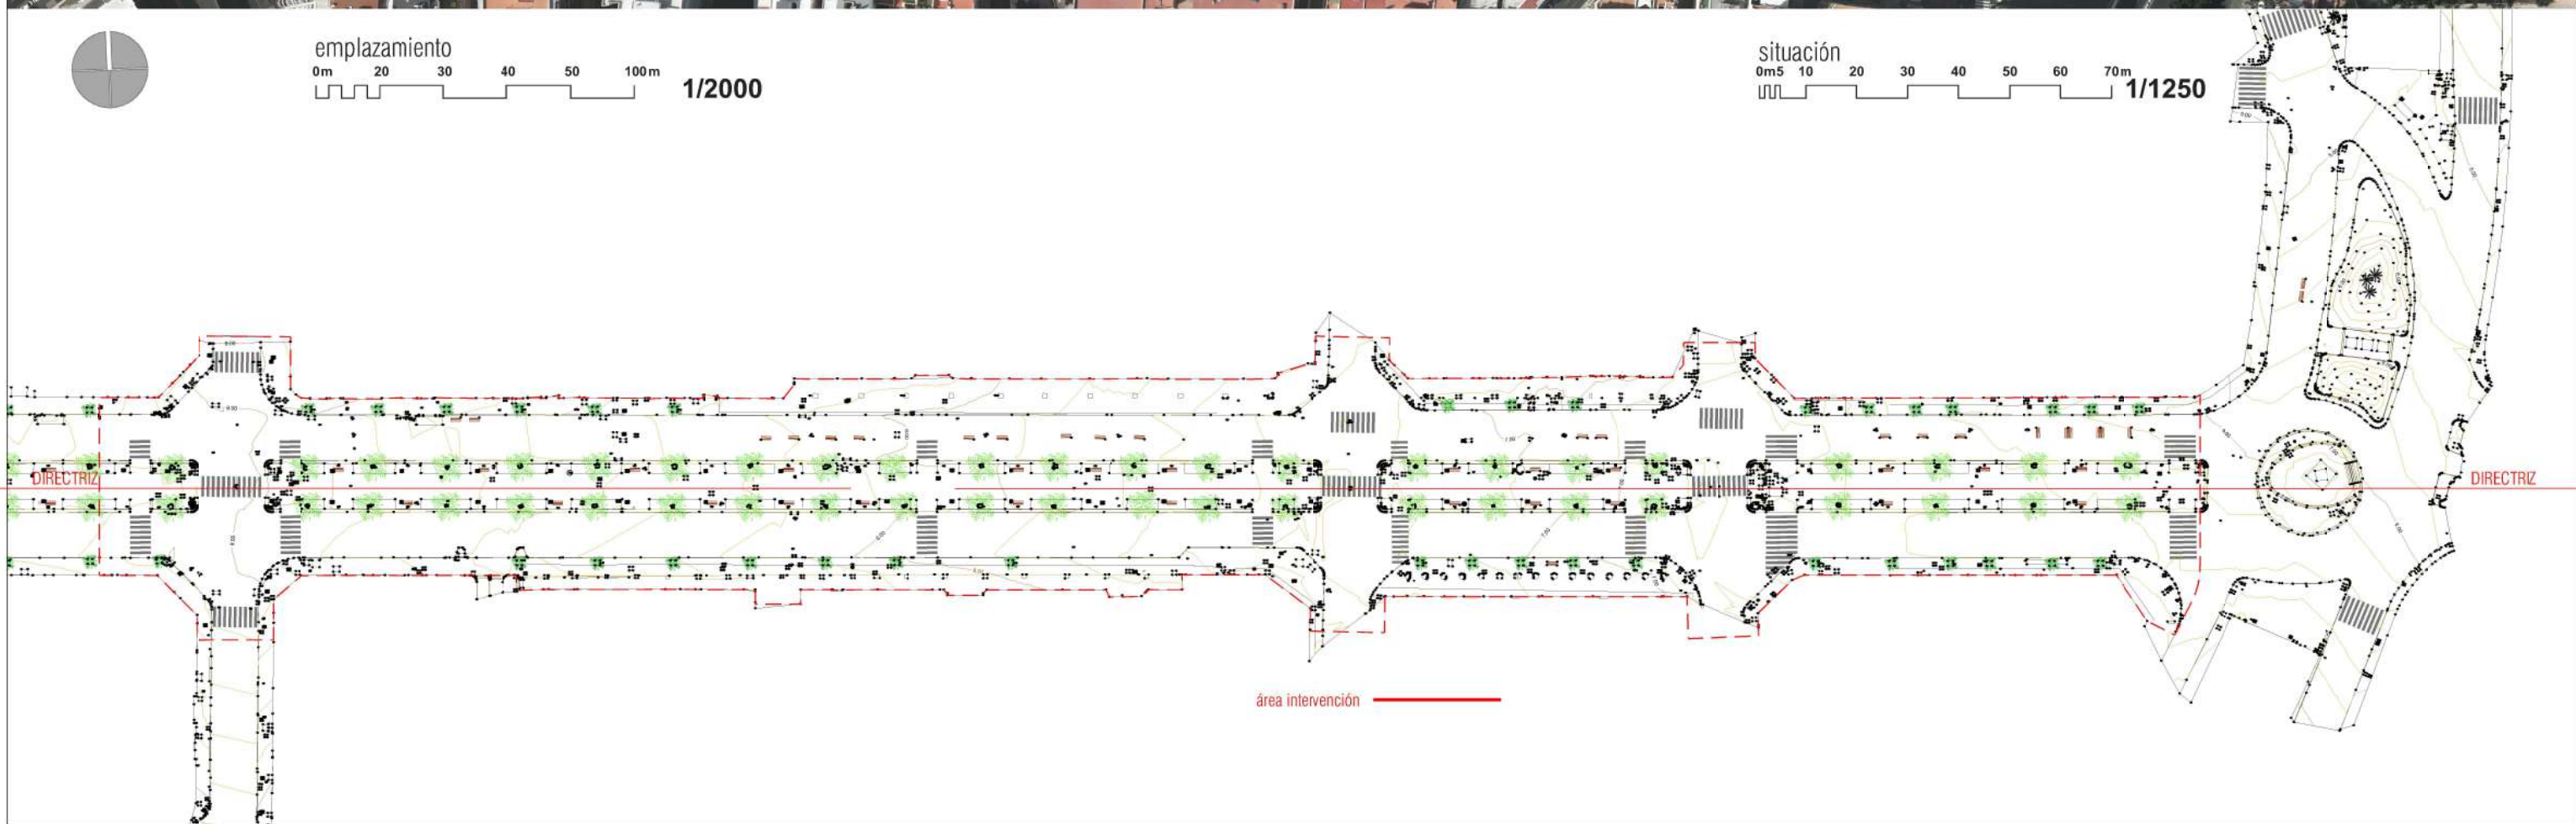 emplazamiento
0m 20 30 40 50 100m
1/2000
situación
0m5 10 20 30 40 50 60 70m
1/1250
DIRECTRIZ
DIRECTRIZ
área intervención